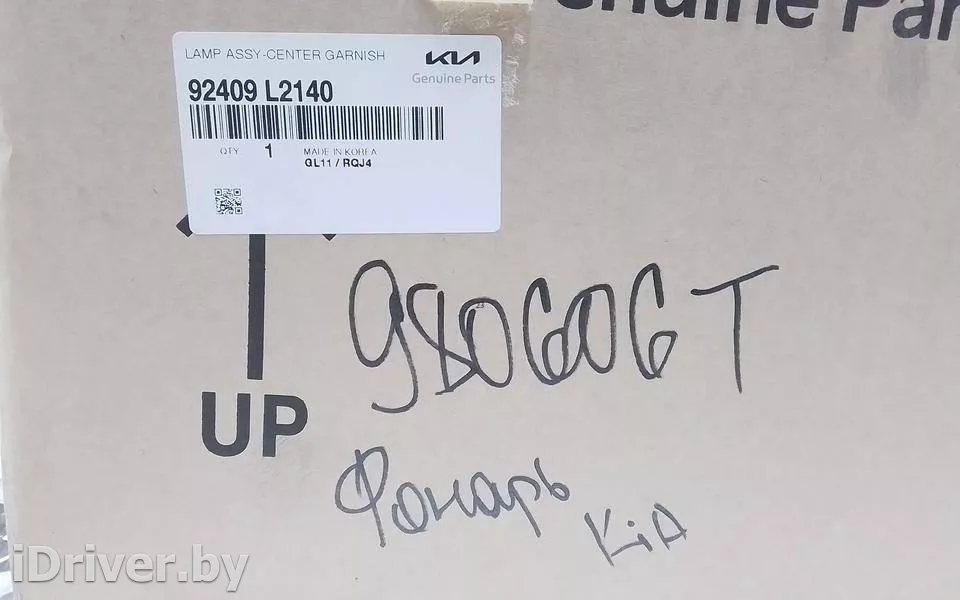 enuine Par
LAMP ASSY-CENTER GARNISH
KIA
Genuine Parts
92409 L2140
QTY 1 MADE IN KOREA
GL11 / RQJ4
UP
980606T
Фонарь
KiA
iDriver.by